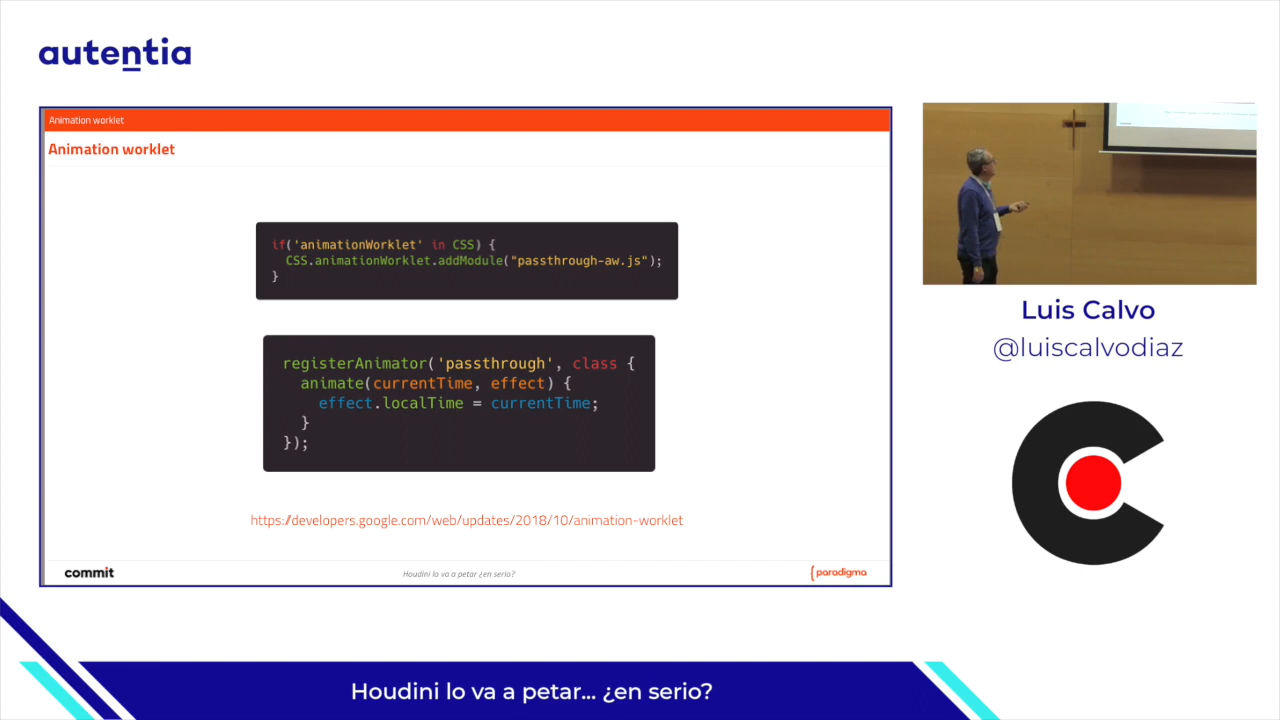 autentia
Animation worklet
Animation worklet
if('animationWorklet' in CSS) {
CSS.animationWorklet.addModule("passthrough-aw.js");
}
registerAnimator('passthrough', class {
animate(currentTime, effect) {
effect.localTime = currentTime;
}
});
https://developers.google.com/web/updates/2018/10/animation-worklet
commit
Houdini lo va a petar ¿en serio?
{paradigma
Luis Calvo
@luiscalvodiaz
Houdini lo va a petar... ¿en serio?